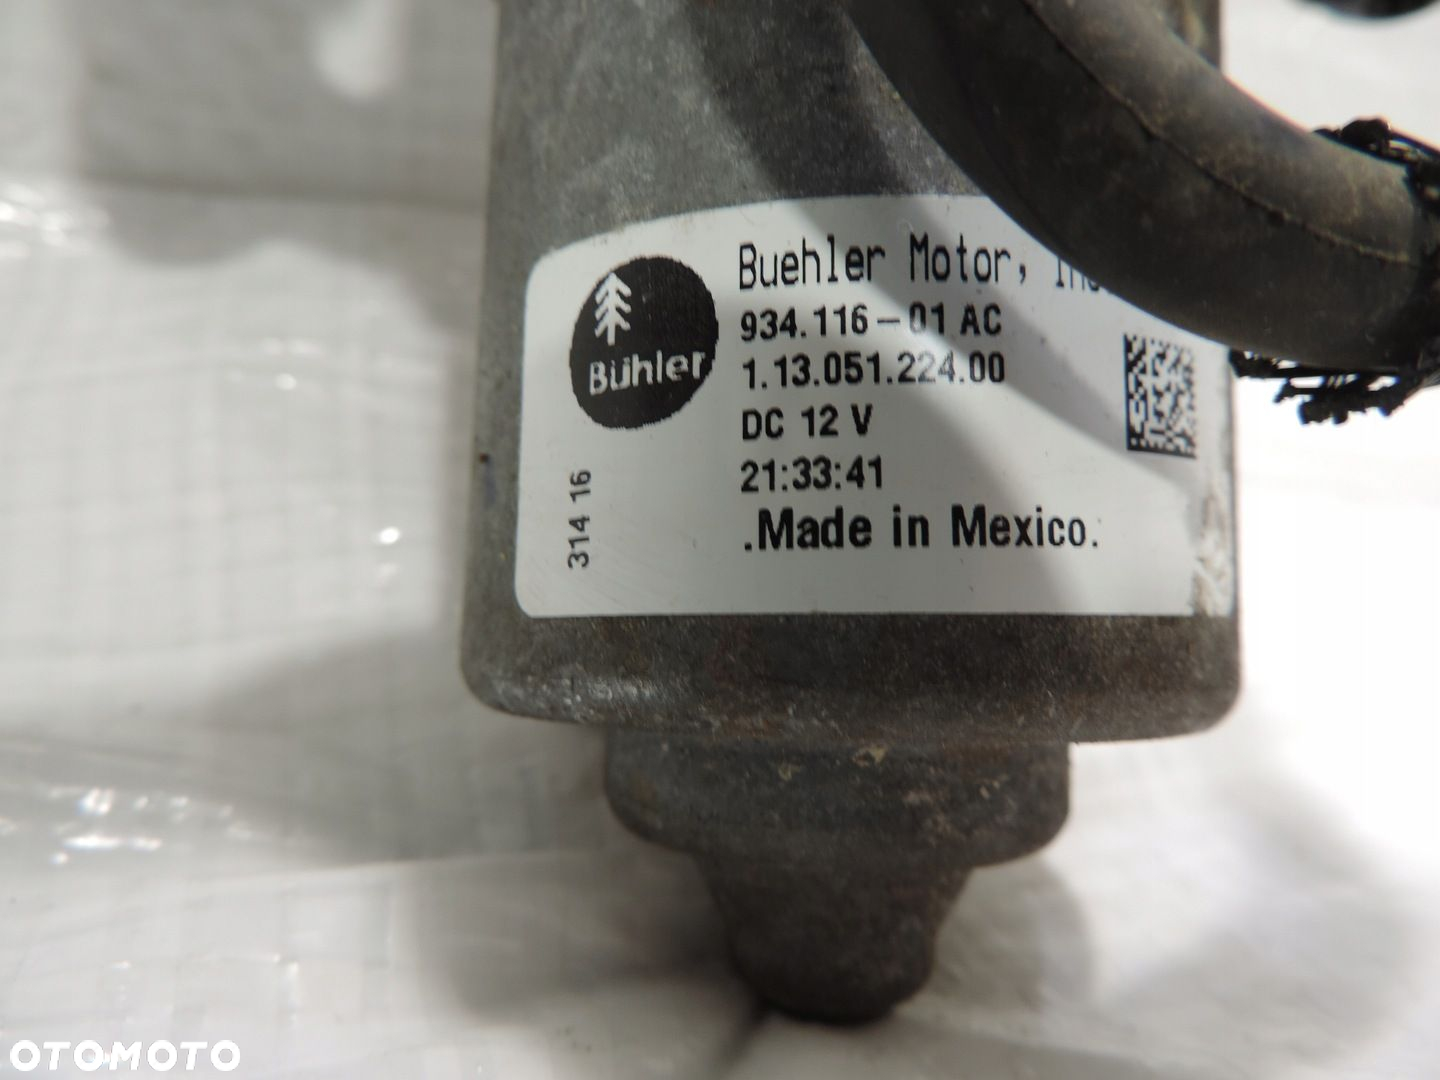 Buehler Motor, Inc
934.116-01 AC
1.13.051.224.00
DC 12 V
21:33:41
.Made in Mexico.
Bühler
314 16
OTOMOTO